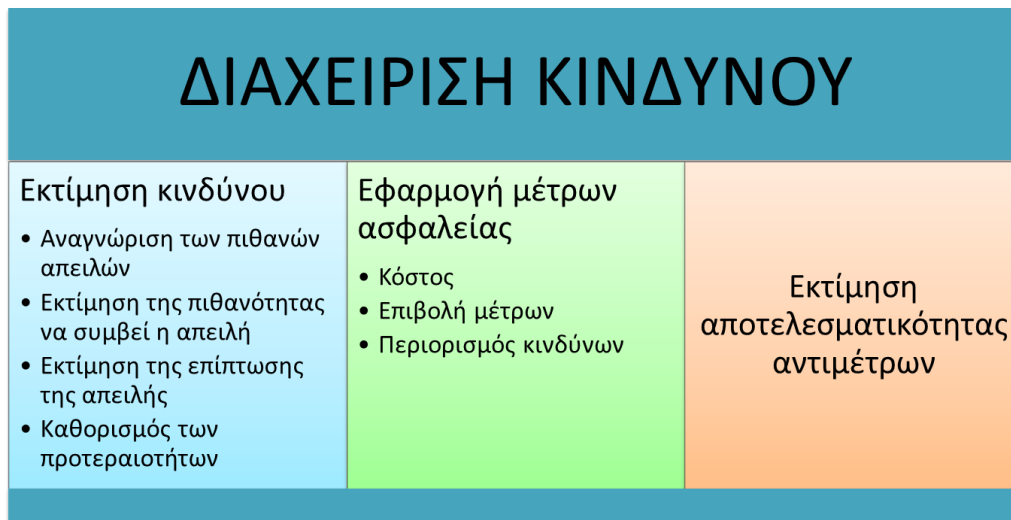 ΔΙΑΧΕΙΡΙΣΗ ΚΙΝΔΥΝΟΥ
Εκτίμηση κινδύνου
• Αναγνώριση των πιθανών
απειλών
• Εκτίμηση της πιθανότητας
να συμβεί η απειλή
• Εκτίμηση της επίπτωσης
της απειλής
• Καθορισμός των
προτεραιοτήτων
Εφαρμογή μέτρων
ασφαλείας
• Κόστος
• Επιβολή μέτρων
• Περιορισμός κινδύνων
Εκτίμηση
αποτελεσματικότητας
αντιμέτρων